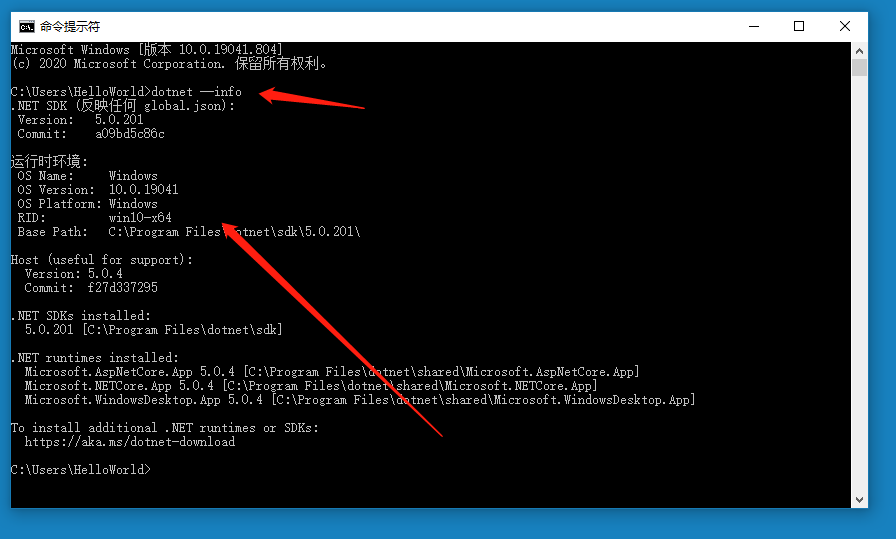 命令提示符
Microsoft Windows [版本 10.0.19041.804]
(c) 2020 Microsoft Corporation. 保留所有权利。
C:\Users\HelloWorld>dotnet --info
.NET SDK (反映任何 global.json):
Version: 5.0.201
Commit: a09bd5c86c
运行时环境:
OS Name: Windows
OS Version: 10.0.19041
OS Platform: Windows
RID: win10-x64
Base Path: C:\Program Files\dotnet\sdk\5.0.201\
Host (useful for support):
Version: 5.0.4
Commit: f27d337295
.NET SDKs installed:
5.0.201 [C:\Program Files\dotnet\sdk]
.NET runtimes installed:
Microsoft.AspNetCore.App 5.0.4 [C:\Program Files\dotnet\shared\Microsoft.AspNetCore.App]
Microsoft.NETCore.App 5.0.4 [C:\Program Files\dotnet\shared\Microsoft.NETCore.App]
Microsoft.WindowsDesktop.App 5.0.4 [C:\Program Files\dotnet\shared\Microsoft.WindowsDesktop.App]
To install additional .NET runtimes or SDKs:
https://aka.ms/dotnet-download
C:\Users\HelloWorld>